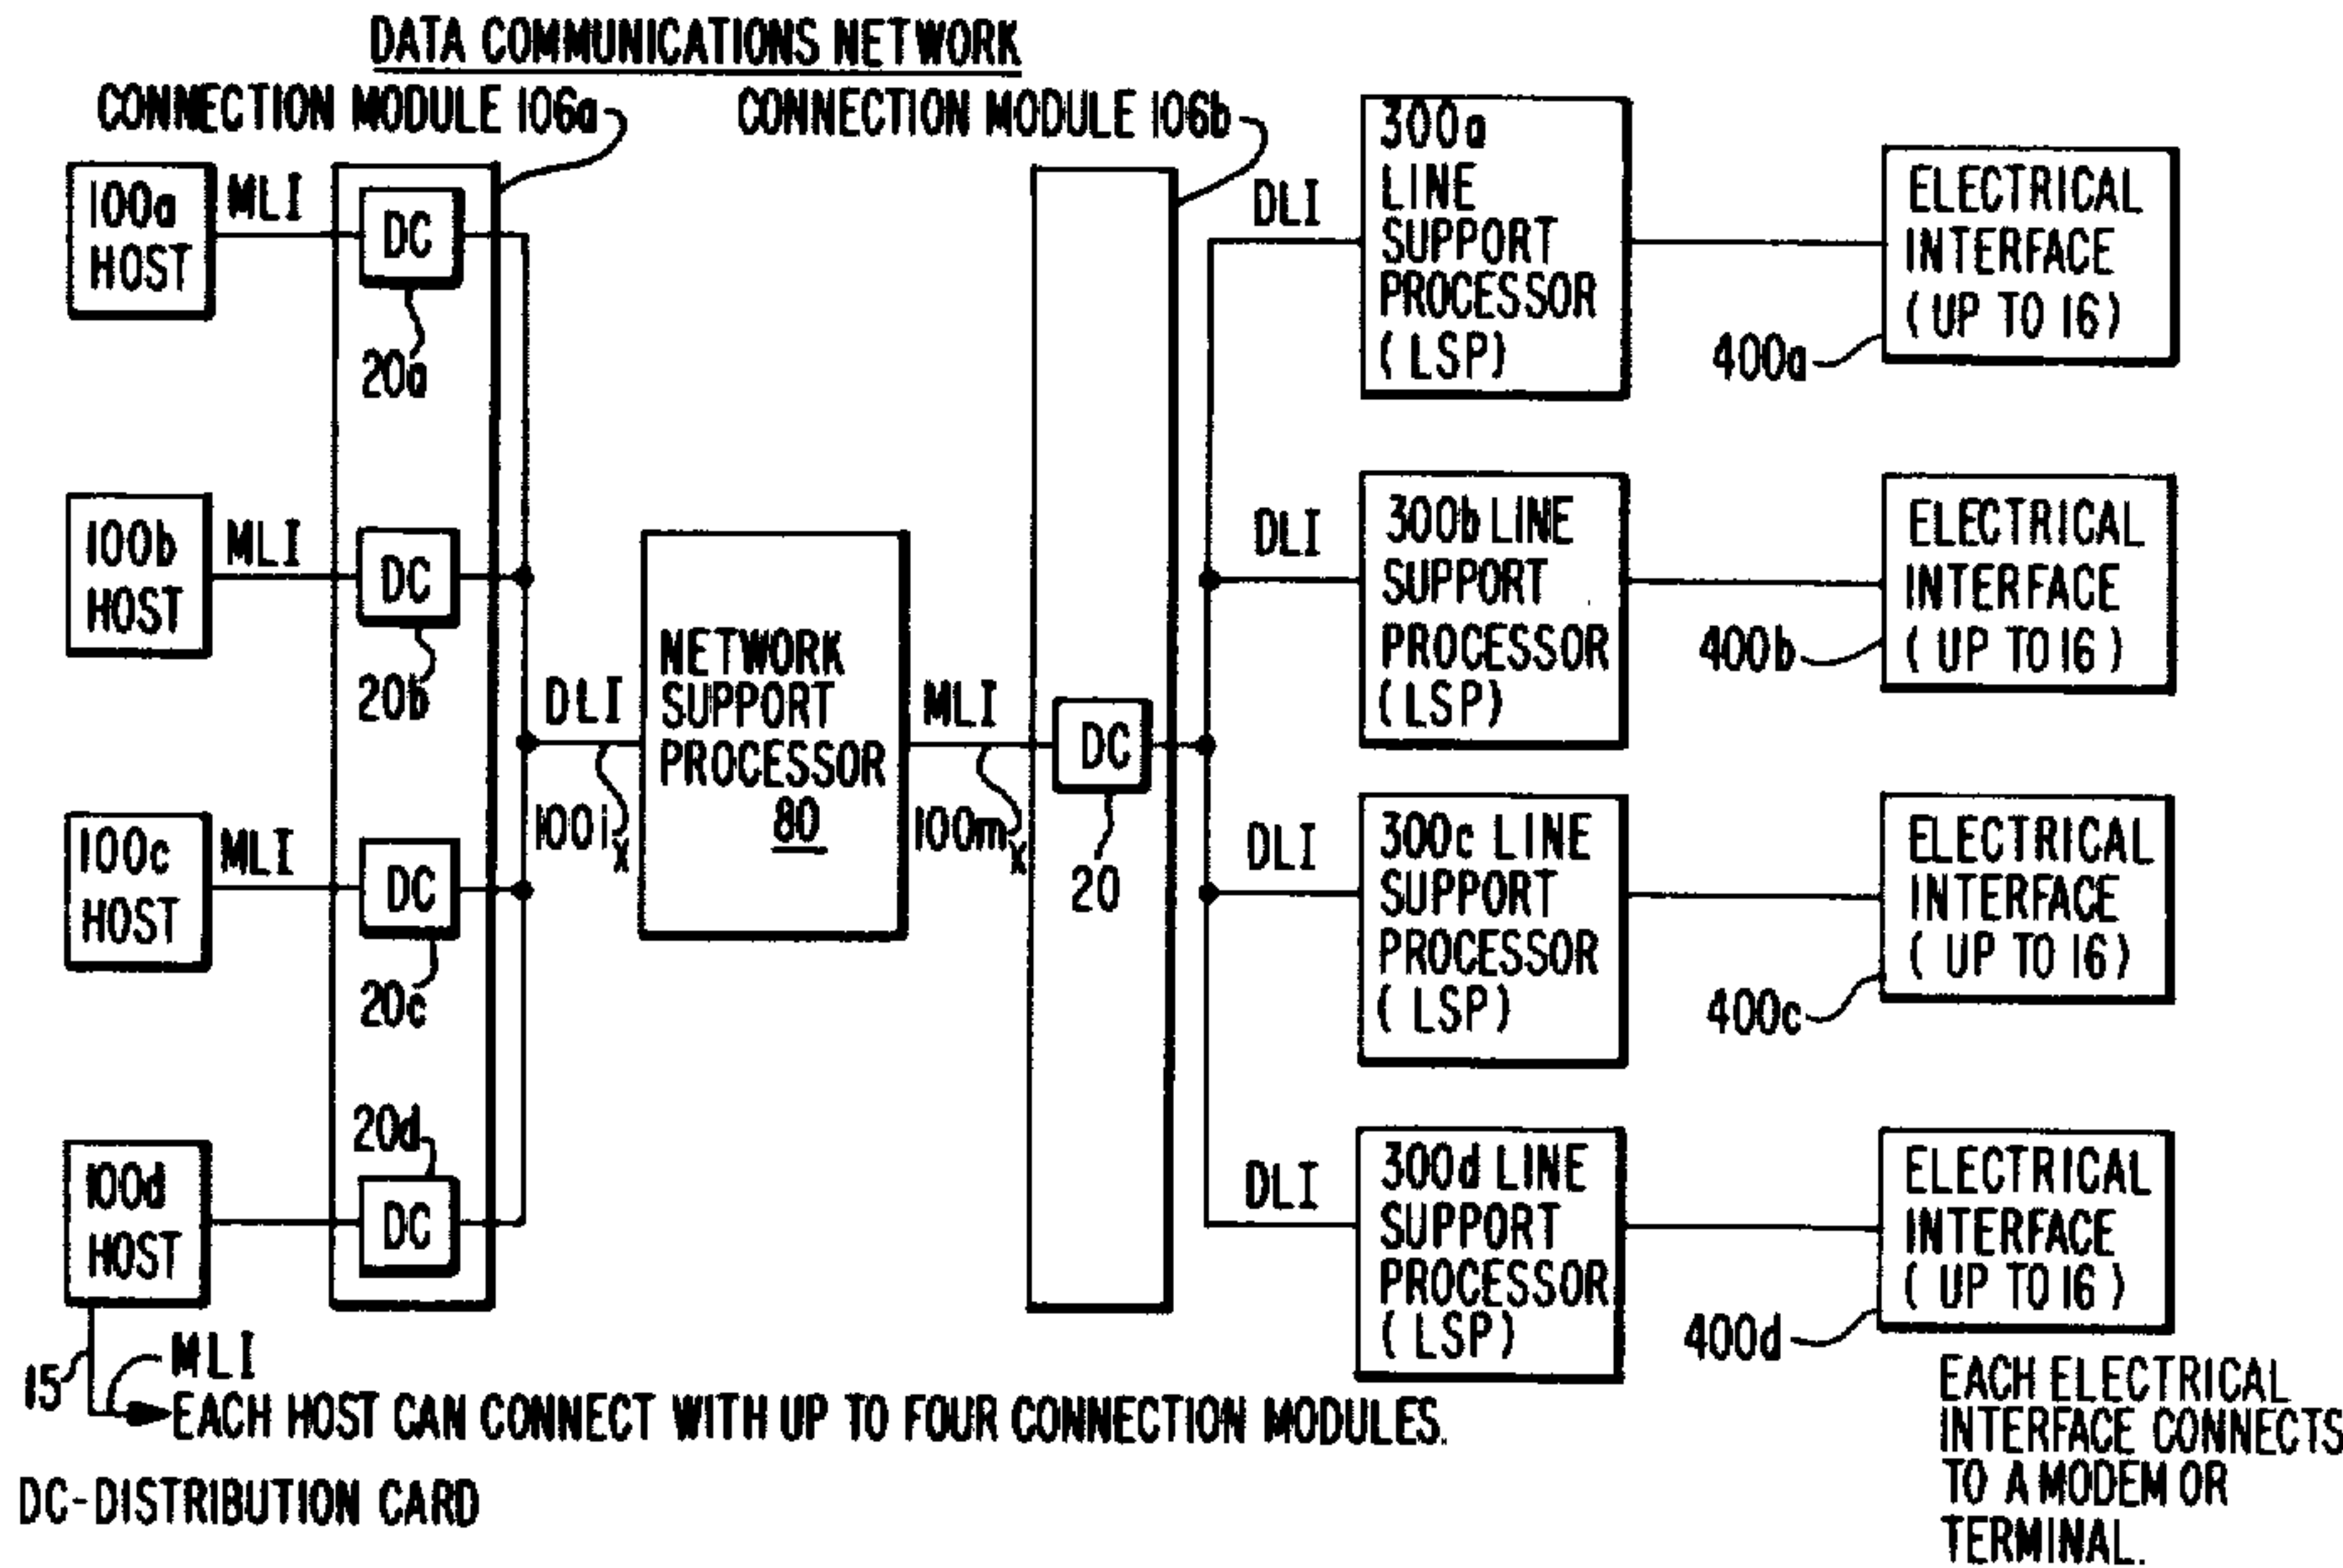 DATA COMMUNICATIONS NETWORK
CONNECTION MODULE 106a
CONNECTION MODULE 106b
100a
HOST
MLI
DC
20a
100b
HOST
MLI
DC
20b
100c
HOST
MLI
DC
20c
100d
HOST
20d
DC
15
MLI
EACH HOST CAN CONNECT WITH UP TO FOUR CONNECTION MODULES.
DC-DISTRIBUTION CARD
DLI
100ix
NETWORK
SUPPORT
PROCESSOR
80
MLI
100mx
DC
20
DLI
300a
LINE
SUPPORT
PROCESSOR
(LSP)
400a
ELECTRICAL
INTERFACE
(UP TO 16)
DLI
300b LINE
SUPPORT
PROCESSOR
(LSP)
400b
ELECTRICAL
INTERFACE
(UP TO 16)
DLI
300c LINE
SUPPORT
PROCESSOR
(LSP)
400c
ELECTRICAL
INTERFACE
(UP TO 16)
DLI
300d LINE
SUPPORT
PROCESSOR
(LSP)
400d
ELECTRICAL
INTERFACE
(UP TO 16)
EACH ELECTRICAL
INTERFACE CONNECTS
TO A MODEM OR
TERMINAL.